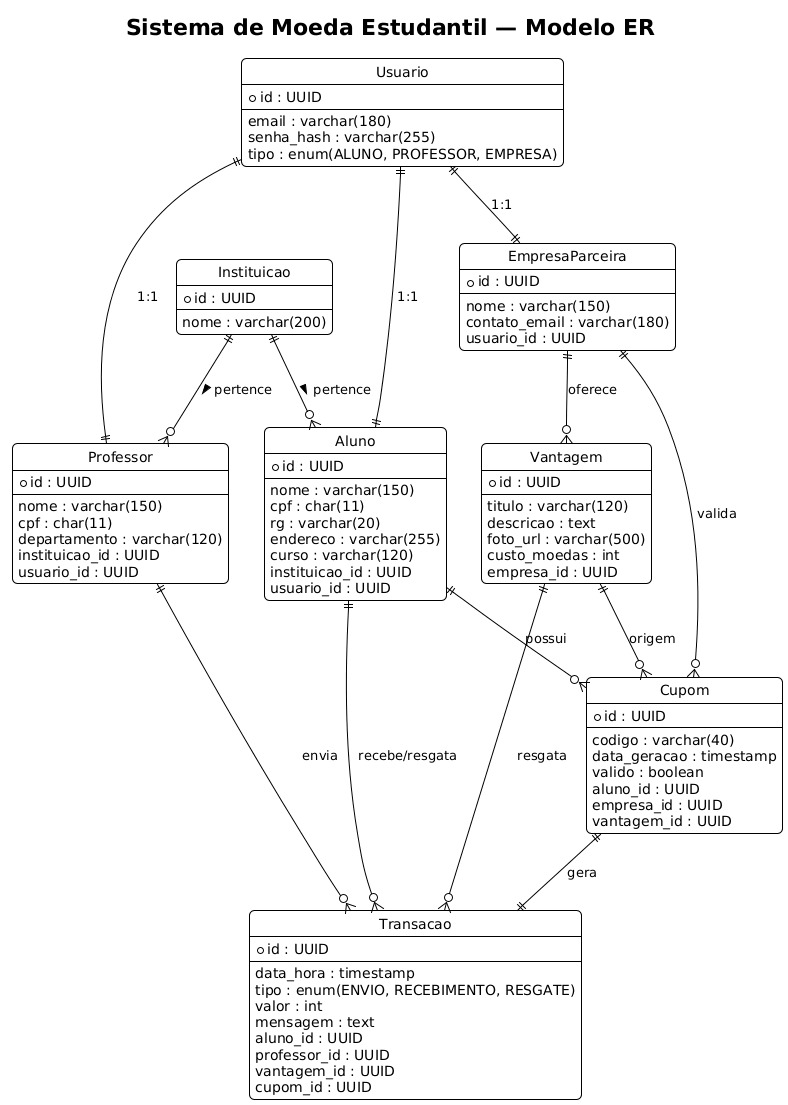 Sistema de Moeda Estudantil — Modelo ER
Usuario
id : UUID
email : varchar(180)
senha_hash : varchar(255)
tipo : enum(ALUNO, PROFESSOR, EMPRESA)
1:1
EmpresaParceira
id : UUID
nome : varchar(150)
contato_email : varchar(180)
usuario_id : UUID
Instituicao
id : UUID
nome : varchar(200)
1:1
1:1
pertence
pertence
oferece
Professor
id : UUID
nome : varchar(150)
cpf : char(11)
departamento : varchar(120)
instituicao_id : UUID
usuario_id : UUID
Aluno
id : UUID
nome : varchar(150)
cpf : char(11)
rg : varchar(20)
endereco : varchar(255)
curso : varchar(120)
instituicao_id : UUID
usuario_id : UUID
Vantagem
id : UUID
titulo : varchar(120)
descricao : text
foto_url : varchar(500)
custo_moedas : int
empresa_id : UUID
valida
possui
origem
Cupom
id : UUID
codigo : varchar(40)
data_geracao : timestamp
valido : boolean
aluno_id : UUID
empresa_id : UUID
vantagem_id : UUID
envia
recebe/resgata
resgata
gera
Transacao
id : UUID
data_hora : timestamp
tipo : enum(ENVIO, RECEBIMENTO, RESGATE)
valor : int
mensagem : text
aluno_id : UUID
professor_id : UUID
vantagem_id : UUID
cupom_id : UUID